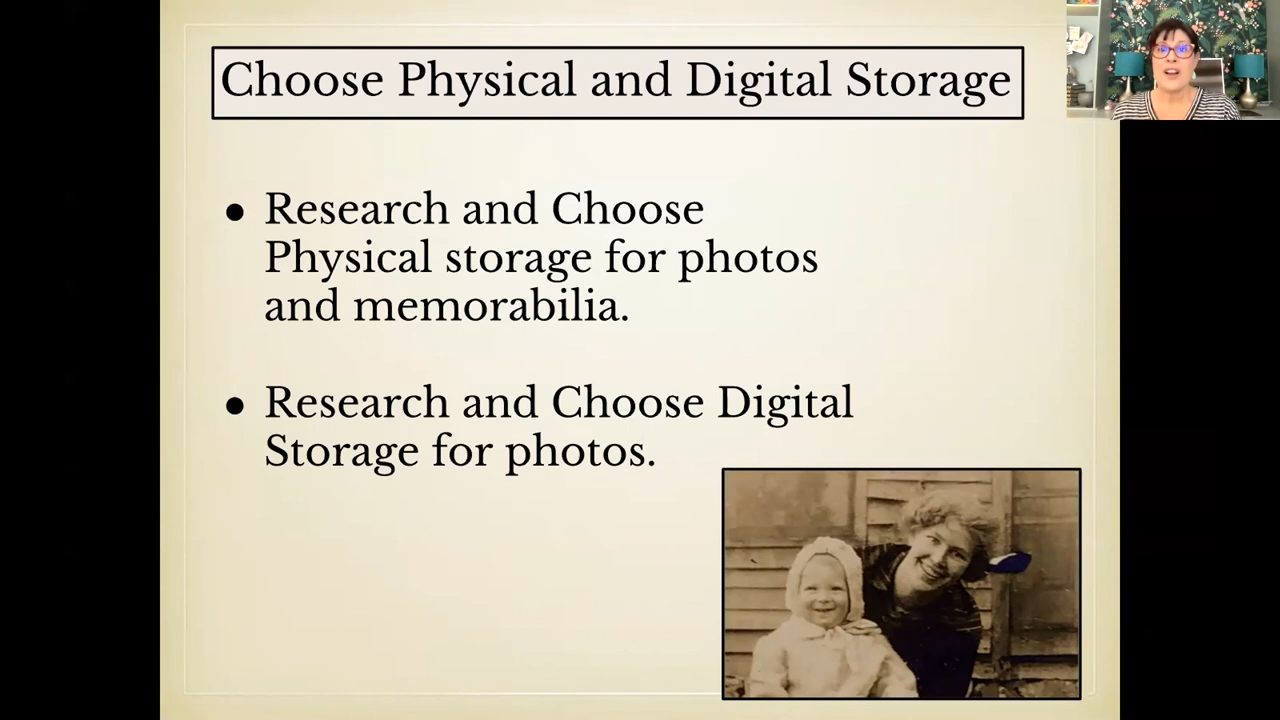 Choose Physical and Digital Storage
● Research and Choose
Physical storage for photos
and memorabilia.
● Research and Choose Digital
Storage for photos.